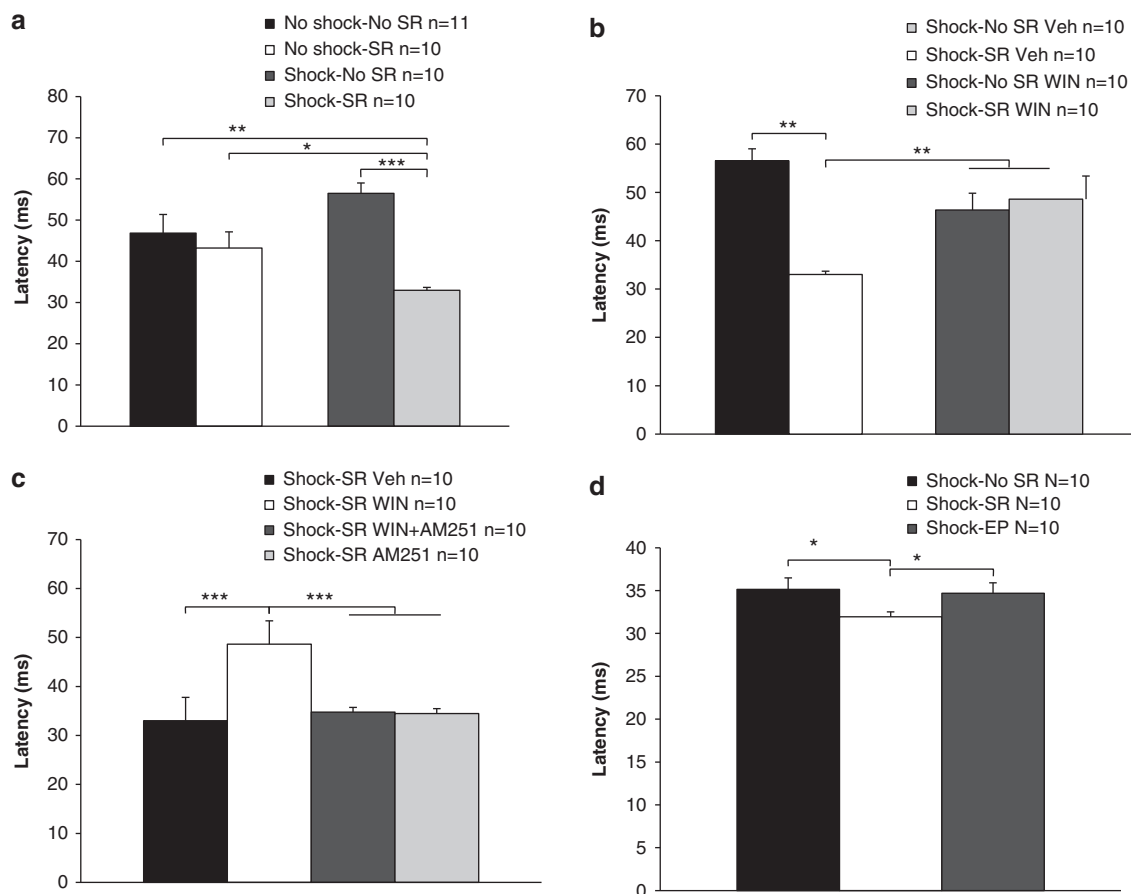 a
No shock-No SR n=11
No shock-SR n=10
Shock-No SR n=10
Shock-SR n=10
80
70
60
50
40
30
20
10
0
Latency (ms)
**
*
***
b
Shock-No SR Veh n=10
Shock-SR Veh n=10
Shock-No SR WIN n=10
Shock-SR WIN n=10
70
60
50
40
30
20
10
0
Latency (ms)
**
**
c
Shock-SR Veh n=10
Shock-SR WIN n=10
Shock-SR WIN+AM251 n=10
Shock-SR AM251 n=10
70
60
50
40
30
20
10
0
Latency (ms)
***
***
d
Shock-No SR N=10
Shock-SR N=10
Shock-EP N=10
40
35
30
25
20
15
10
5
0
Latency (ms)
*
*